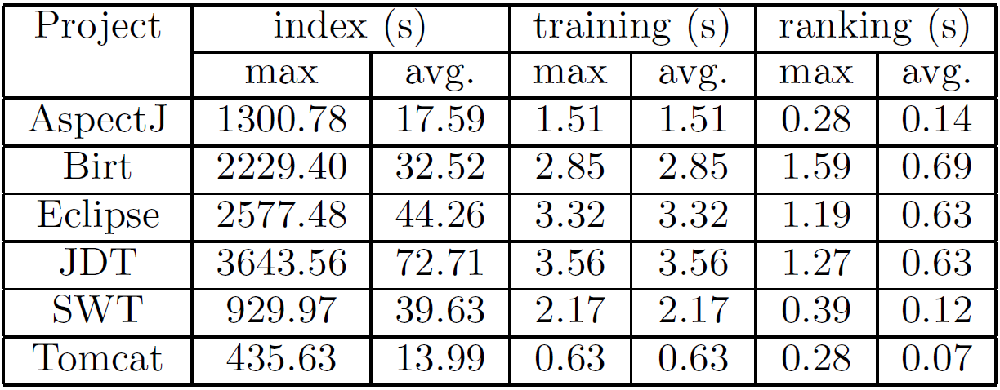 Project index (s) training (s) ranking (s)
max avg. max avg. max avg.
AspectJ 1300.78 17.59 1.51 1.51 0.28 0.14
Birt 2229.40 32.52 2.85 2.85 1.59 0.69
Eclipse 2577.48 44.26 3.32 3.32 1.19 0.63
JDT 3643.56 72.71 3.56 3.56 1.27 0.63
SWT 929.97 39.63 2.17 2.17 0.39 0.12
Tomcat 435.63 13.99 0.63 0.63 0.28 0.07